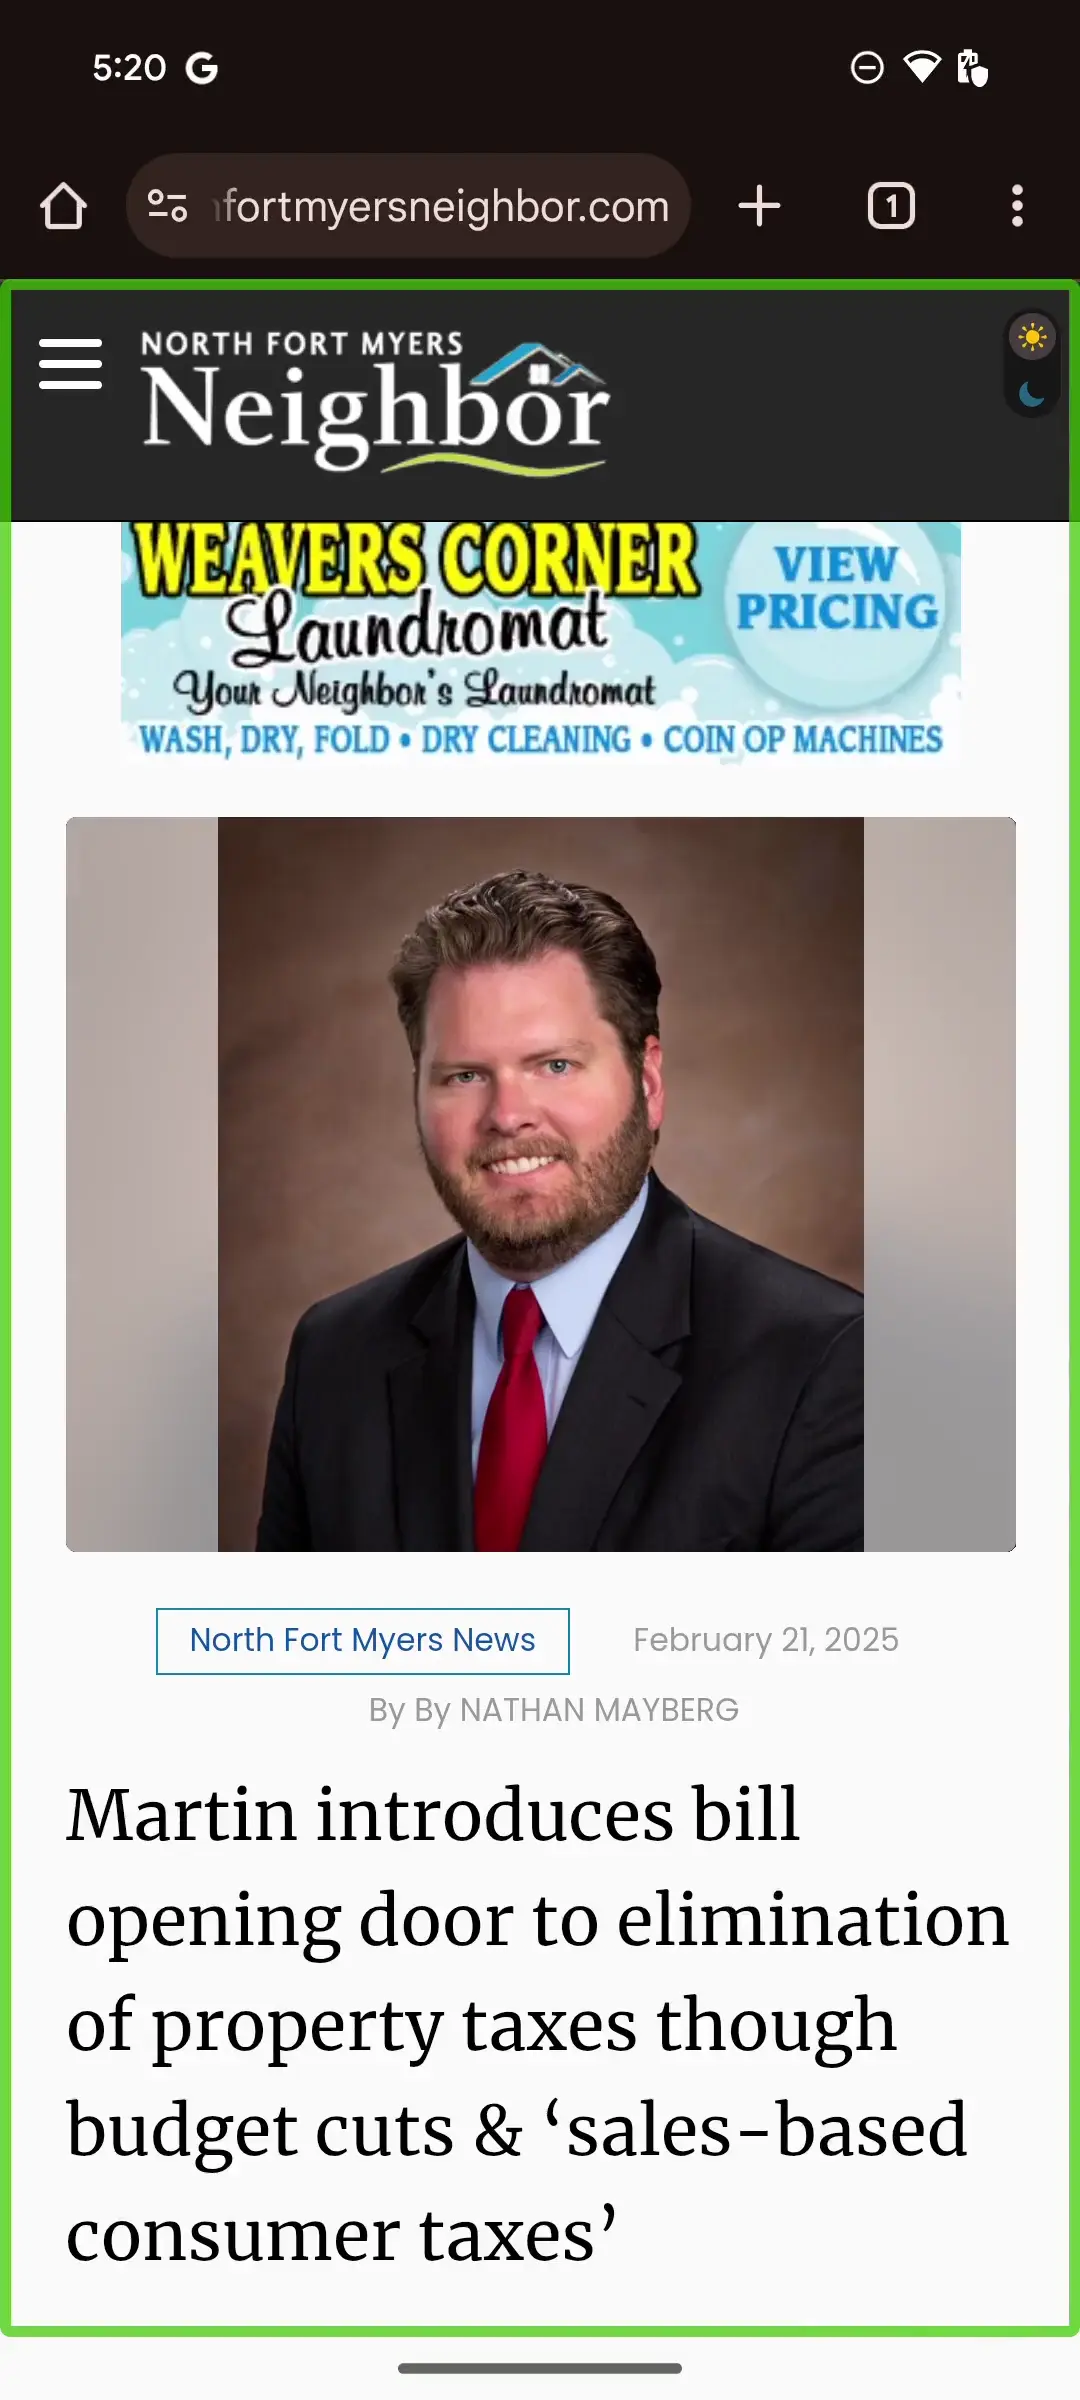 5:20
fortmyersneighbor.com
1
NORTH FORT MYERS
Neighbor
WEAVERS CORNER
Laundromat
Your Neighbor's Laundromat
VIEW
PRICING
WASH, DRY, FOLD • DRY CLEANING • COIN OP MACHINES
North Fort Myers News
February 21, 2025
By By NATHAN MAYBERG
Martin introduces bill
opening door to elimination
of property taxes though
budget cuts & ‘sales-based
consumer taxes’